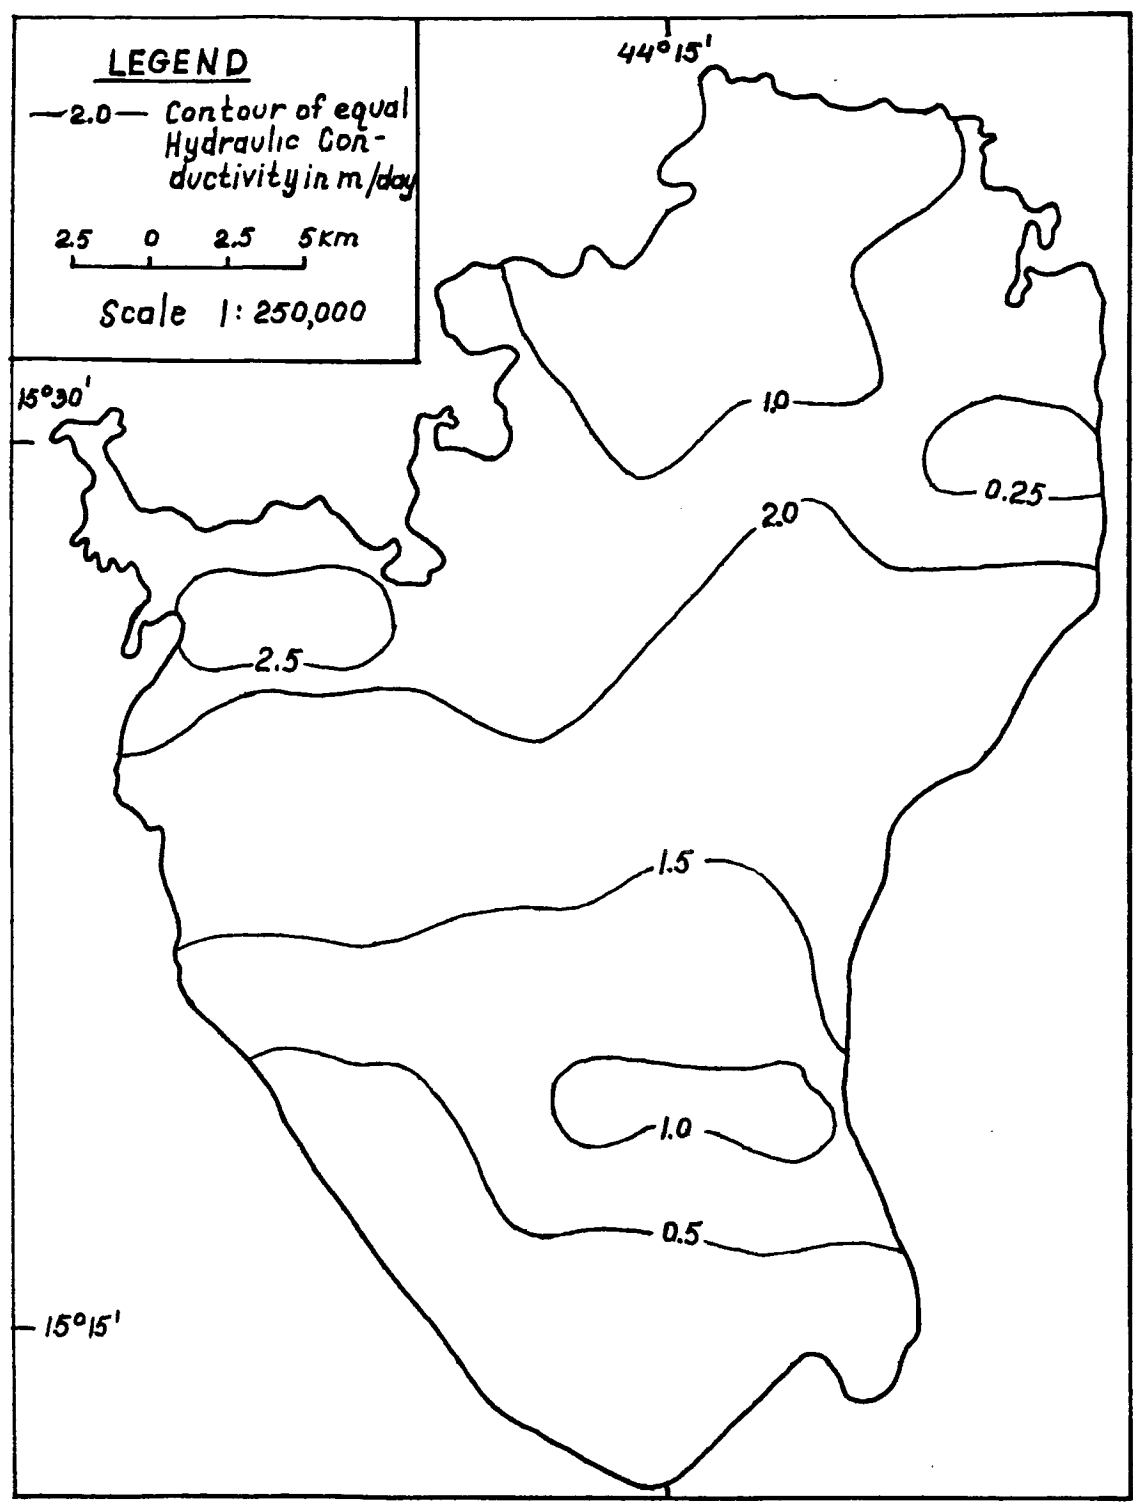 LEGEND
—2.0— Contour of equal
Hydraulic Con-
ductivity in m/day
2.5 0 2.5 5 km
Scale 1: 250,000
44°15'
15°30'
1.0
0.25
2.0
2.5
1.5
1.0
0.5
15°15'